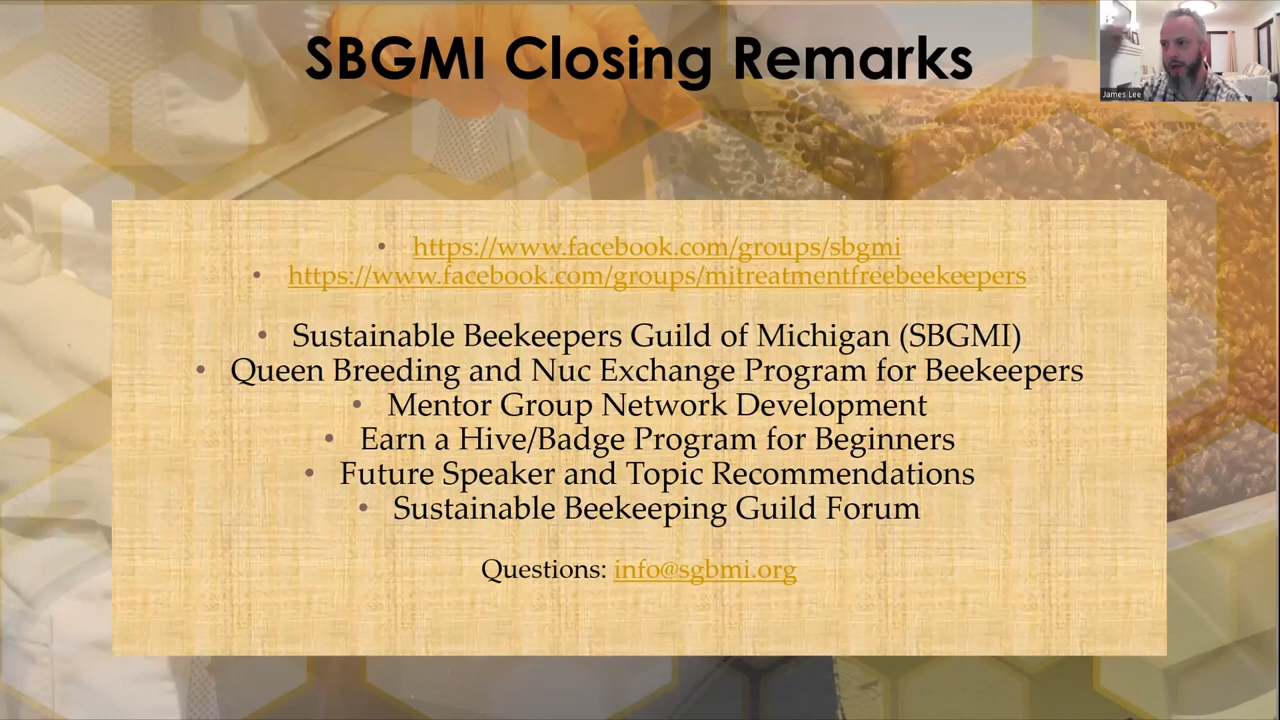 SBGMI Closing Remarks
James Lee
• https://www.facebook.com/groups/sbgmi
• https://www.facebook.com/groups/mitreatmentfreebeekeepers
• Sustainable Beekeepers Guild of Michigan (SBGMI)
• Queen Breeding and Nuc Exchange Program for Beekeepers
• Mentor Group Network Development
• Earn a Hive/Badge Program for Beginners
• Future Speaker and Topic Recommendations
• Sustainable Beekeeping Guild Forum
Questions: info@sgbmi.org